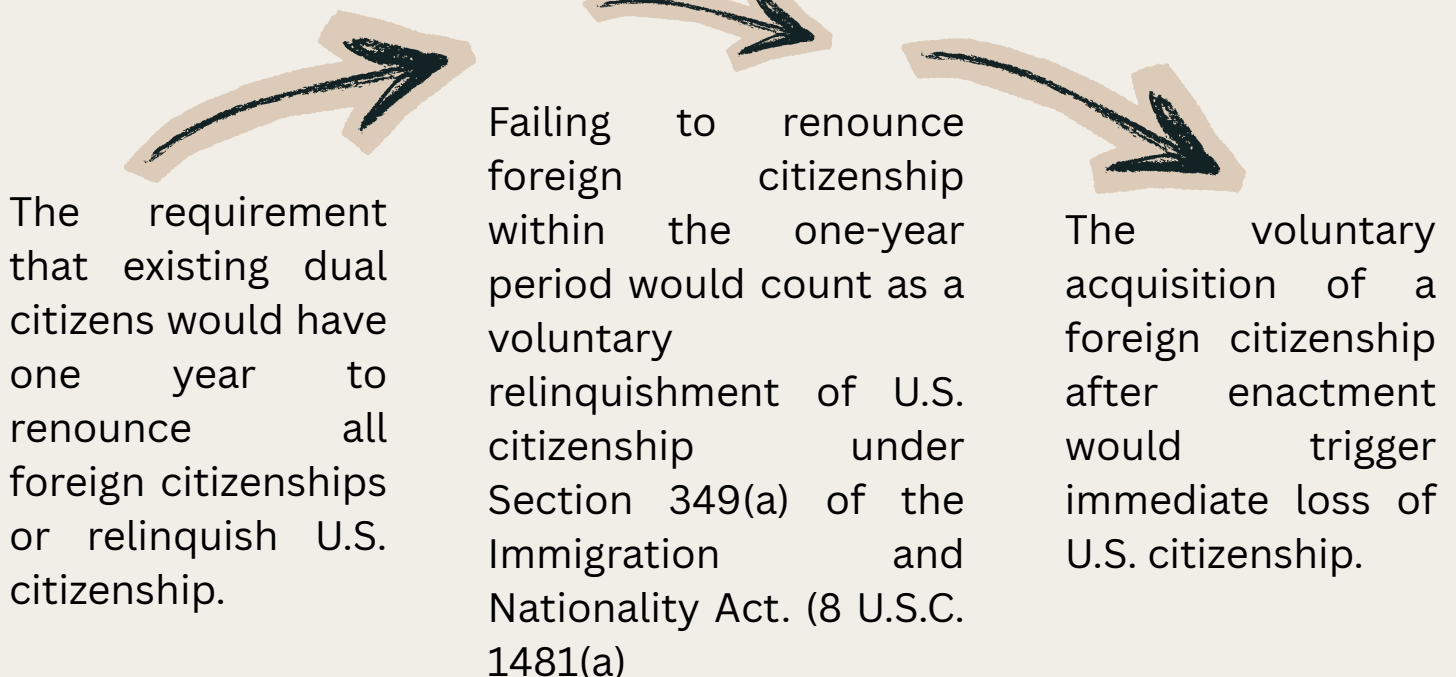 The requirement
that existing dual
citizens would have
one year to
renounce all
foreign citizenships
or relinquish U.S.
citizenship.
Failing to renounce
foreign citizenship
within the one-year
period would count as a
voluntary
relinquishment of U.S.
citizenship under
Section 349(a) of the
Immigration and
Nationality Act. (8 U.S.C.
1481(a)
The voluntary
acquisition of a
foreign citizenship
after enactment
would trigger
immediate loss of
U.S. citizenship.